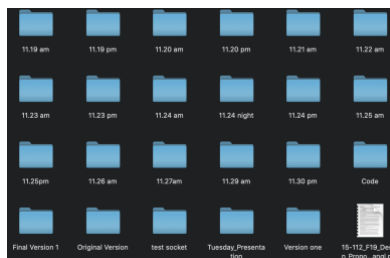 11.19 am 11.19 pm 11.20 am 11.20 pm 11.21 am 11.22 am
11.23 am 11.23 pm 11.24 am 11.24 night 11.24 pm 11.25 am
11.25pm 11.26 am 11.27am 11.29 am 11.30 pm Code
Final Version 1 Original Version test socket Tuesday_Presenta Version one 15-112_F19_Des
tion